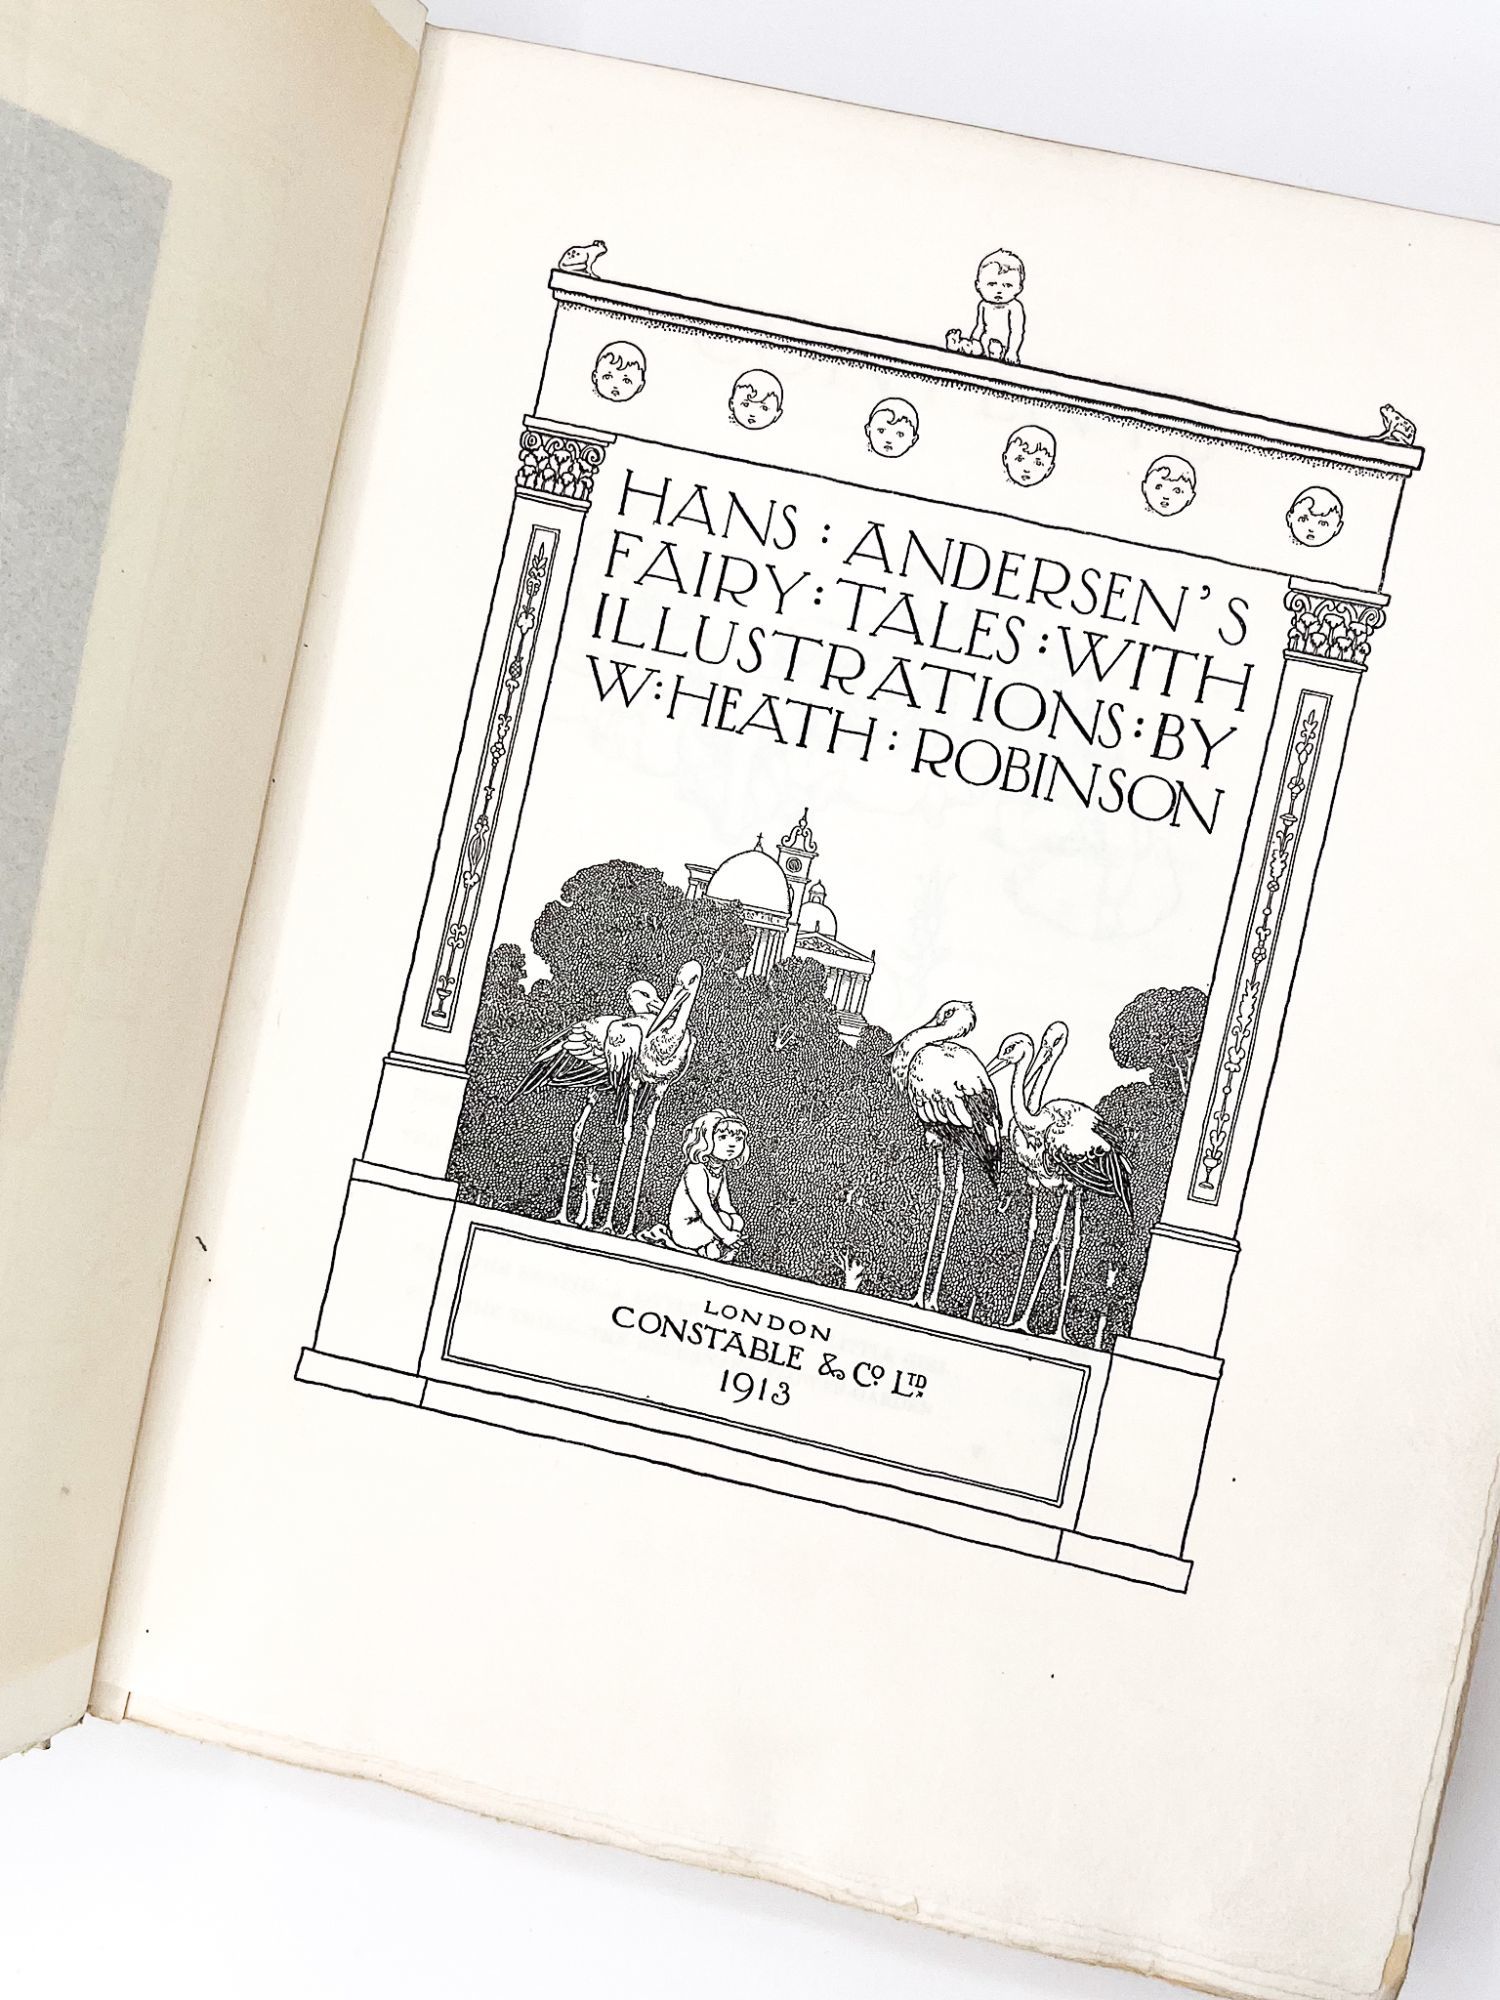 HANS : ANDERSEN'S
FAIRY : TALES : WITH
ILLUSTRATIONS : BY
W : HEATH : ROBINSON
LONDON
CONSTABLE & Cº LTD
1913